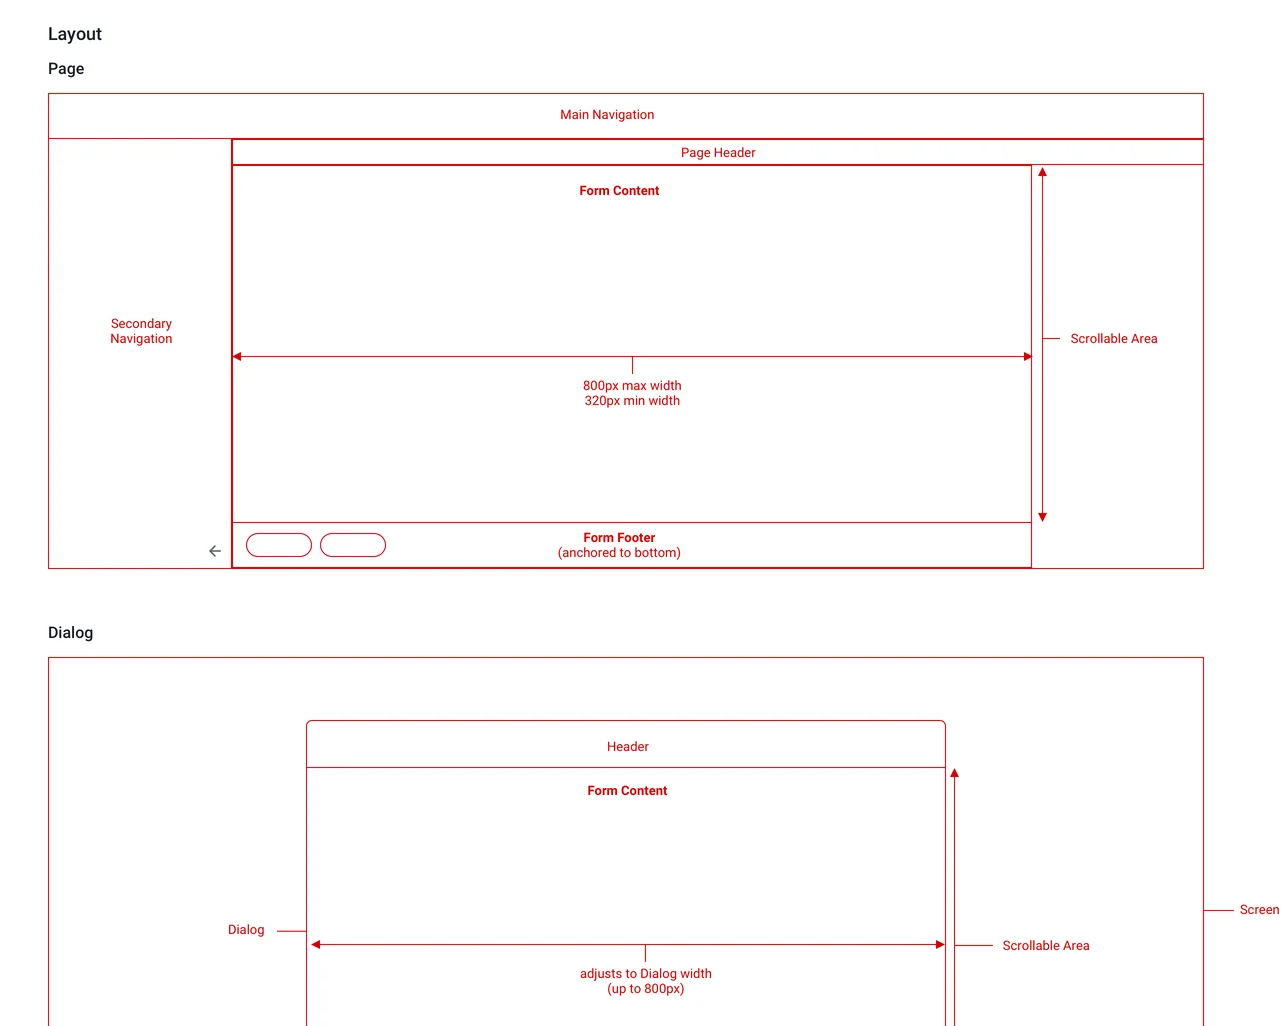 Layout
Page
Main Navigation
Page Header
Form Content
Secondary
Navigation
Scrollable Area
800px max width
320px min width
Form Footer
(anchored to bottom)
Dialog
Header
Form Content
Screen
Dialog
Scrollable Area
adjusts to Dialog width
(up to 800px)